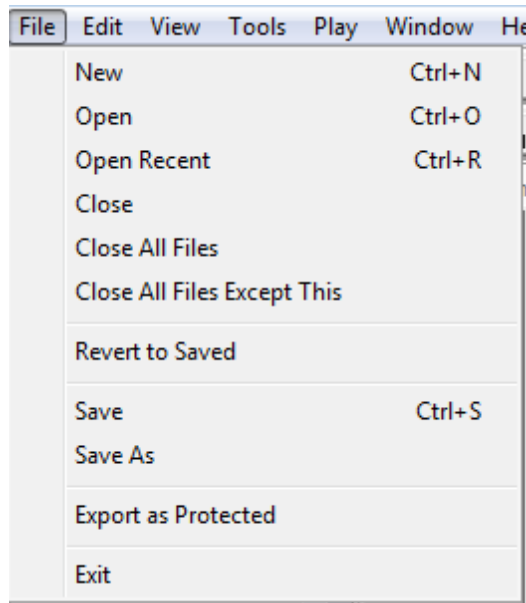 File Edit View Tools Play Window He
New Ctrl+N
Open Ctrl+O
Open Recent Ctrl+R
Close
Close All Files
Close All Files Except This
Revert to Saved
Save Ctrl+S
Save As
Export as Protected
Exit